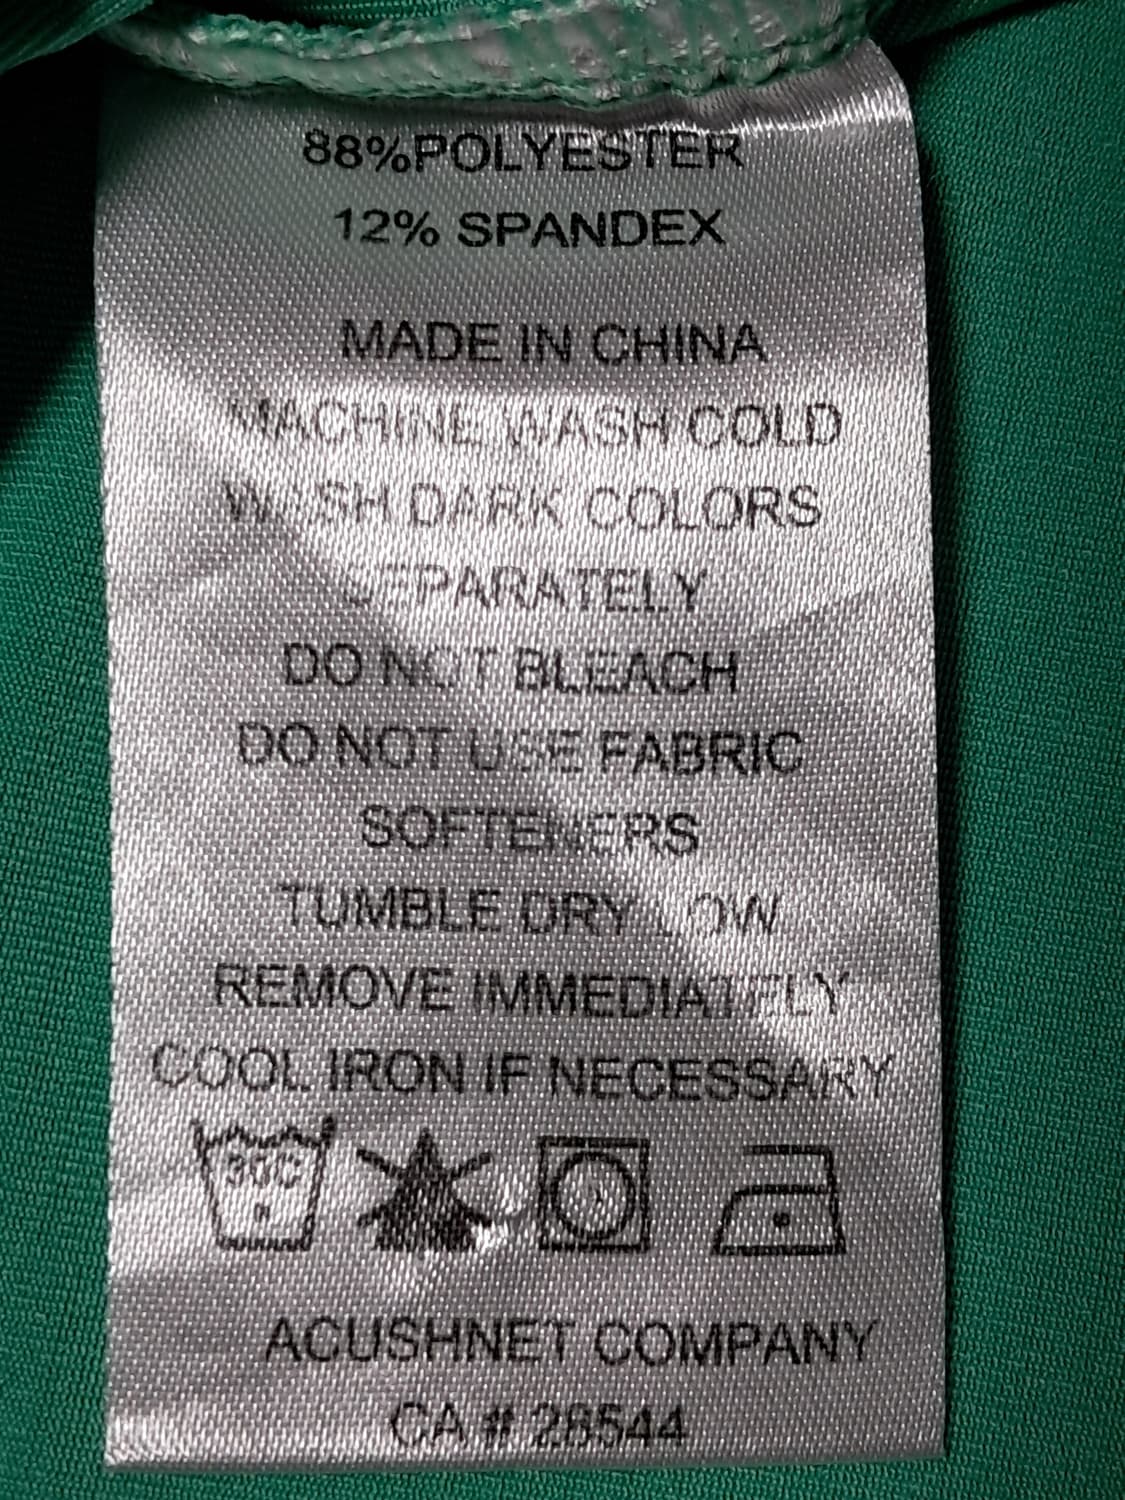 88%POLYESTER
12% SPANDEX
MADE IN CHINA
MACHINE WASH COLD
WASH DARK COLORS
SEPARATELY
DO NOT BLEACH
DO NOT USE FABRIC
SOFTENERS
TUMBLE DRY LOW
REMOVE IMMEDIATELY
COOL IRON IF NECESSARY
30C
ACUSHNET COMPANY
CA # 28544